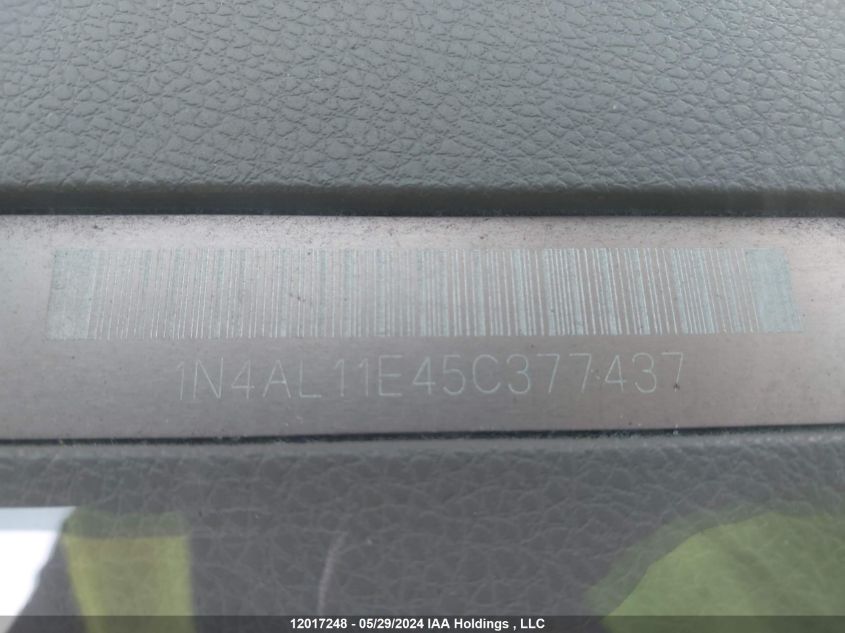 1N4AL11E45C377437
12017248 - 05/29/2024 IAA Holdings , LLC